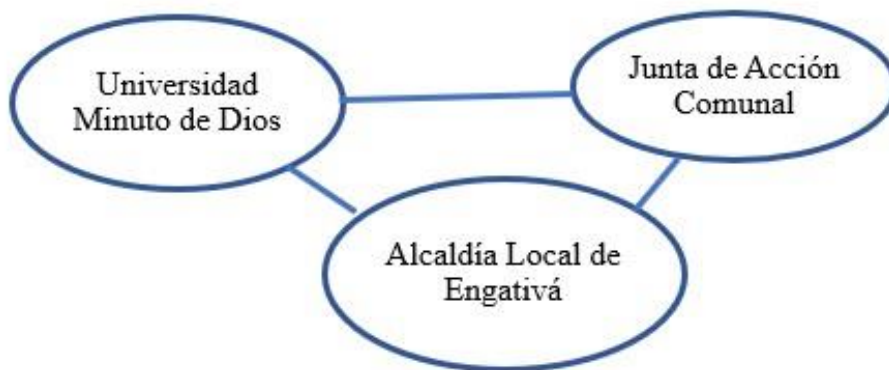 Universidad
Minuto de Dios
Junta de Acción
Comunal
Alcaldía Local de
Engativá